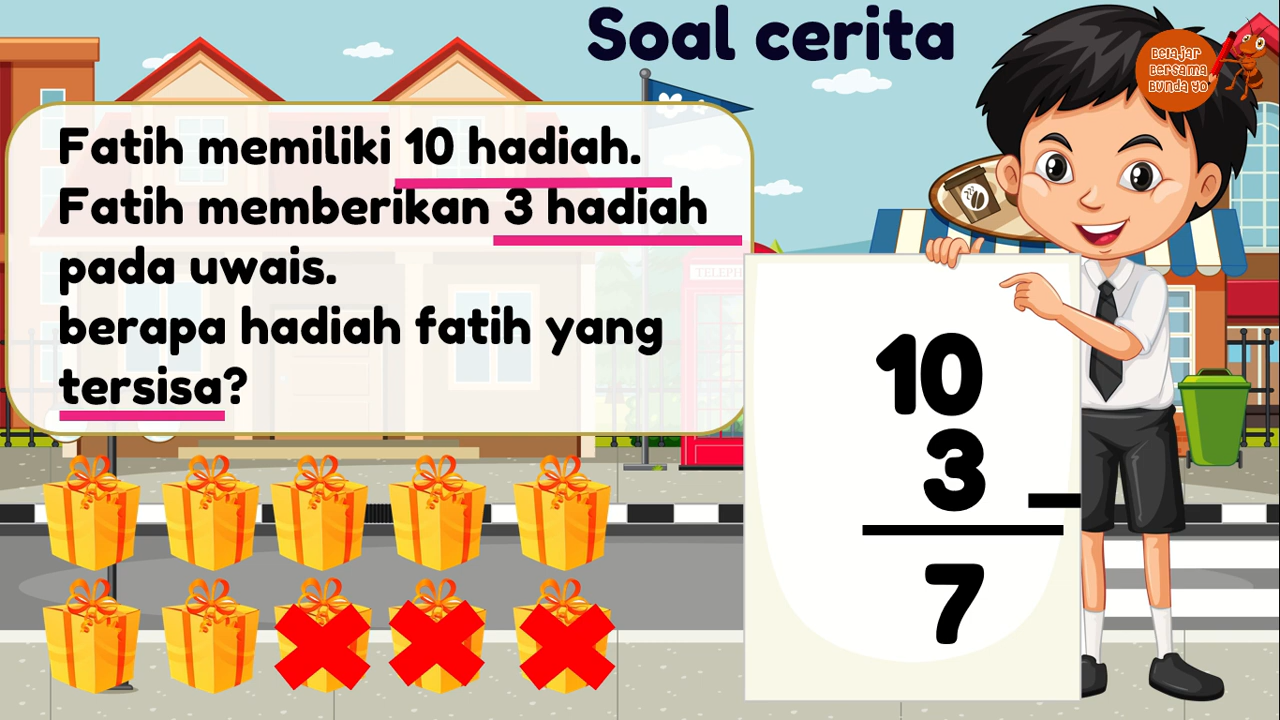 Soal cerita
BElajar
BErsama
BUnda YO
Fatih memiliki 10 hadiah.
Fatih memberikan 3 hadiah
pada uwais.
berapa hadiah fatih yang
tersisa?
TELEPH
10
3 –
7